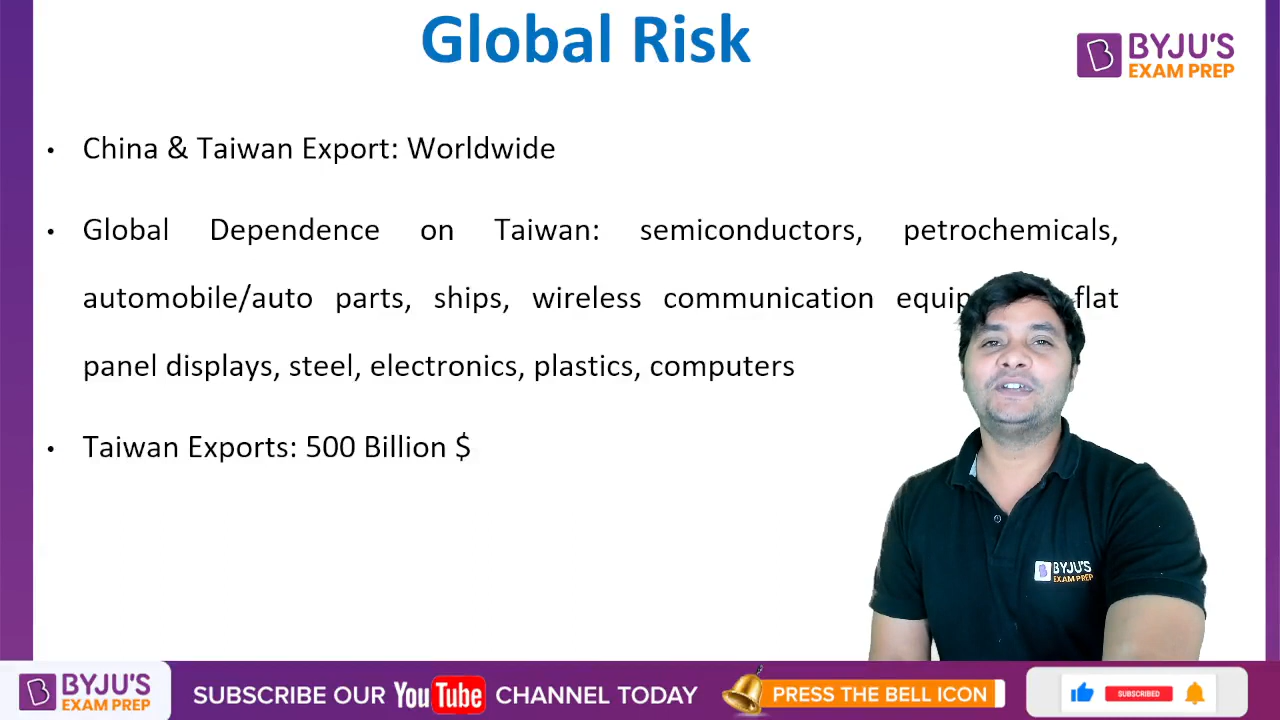 Global Risk
BYJU'S
EXAM PREP
• China & Taiwan Export: Worldwide
• Global Dependence on Taiwan: semiconductors, petrochemicals,
automobile/auto parts, ships, wireless communication flat
panel displays, steel, electronics, plastics, computers
• Taiwan Exports: 500 Billion $
BYJU'S
EXAM PREP
BYJU'S
EXAM PREP
SUBSCRIBE OUR YouTube CHANNEL TODAY
PRESS THE BELL ICON
SUBSCRIBED